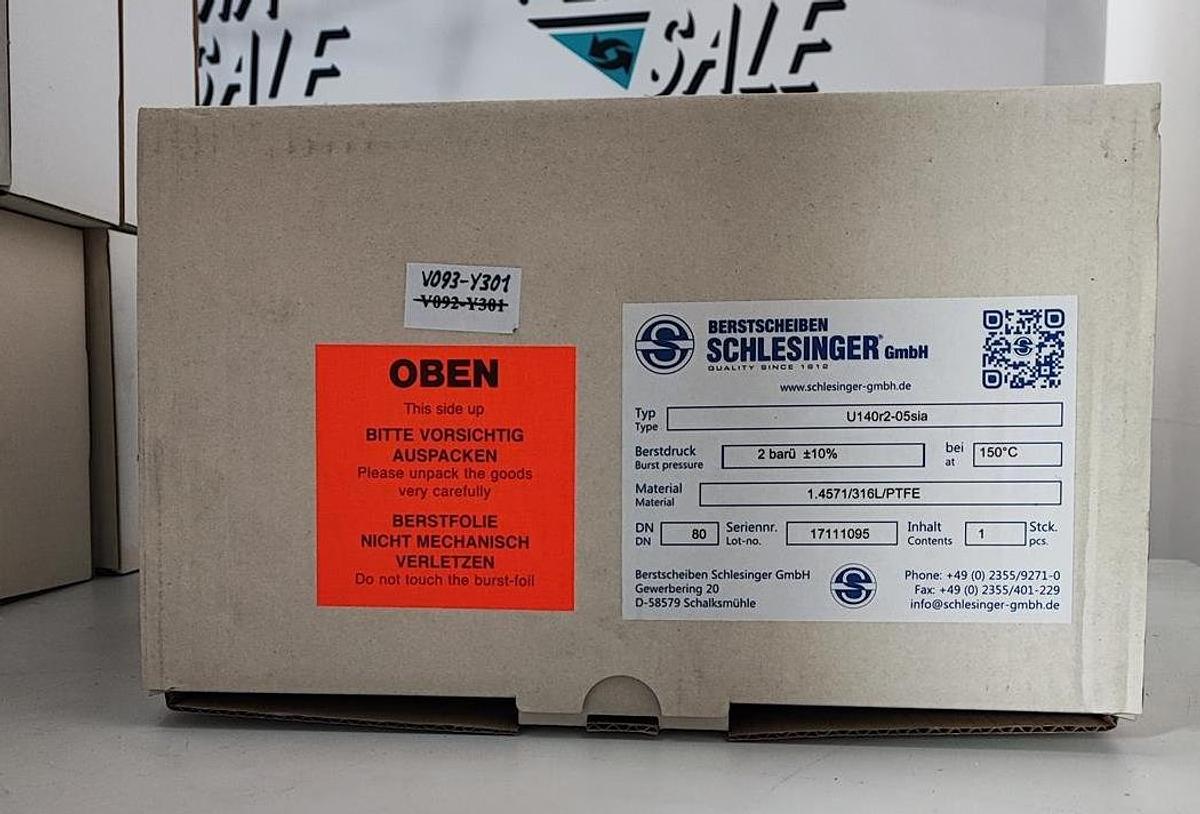 SALE
SALE
V093-Y301
V092-Y301
OBEN
This side up
BITTE VORSICHTIG
AUSPACKEN
Please unpack the goods
very carefully
BERSTFOLIE
NICHT MECHANISCH
VERLETZEN
Do not touch the burst-foil
BERSTSCHEIBEN
SCHLESINGER® GmbH
QUALITY SINCE 1912
www.schlesinger-gmbh.de
Typ
Type
U140r2-05sia
Berstdruck
Burst pressure
2 barü ±10%
bei
at
150°C
Material
Material
1.4571/316L/PTFE
DN
DN
80
Seriennr.
Lot-no.
17111095
Inhalt
Contents
1
Stck.
pcs.
Berstscheiben Schlesinger GmbH
Gewerbering 20
D-58579 Schalksmühle
Phone: +49 (0) 2355/9271-0
Fax: +49 (0) 2355/401-229
info@schlesinger-gmbh.de